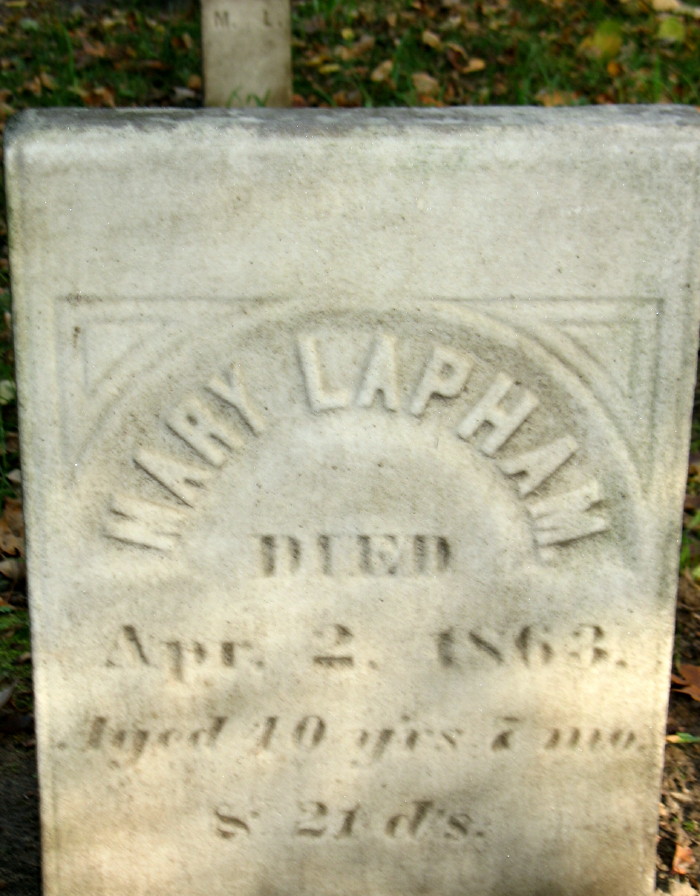 M. L.
MARY LAPHAM
DIED
Apr. 2. 1863.
Aged 10 yrs 7 mo.
& 21 d's.